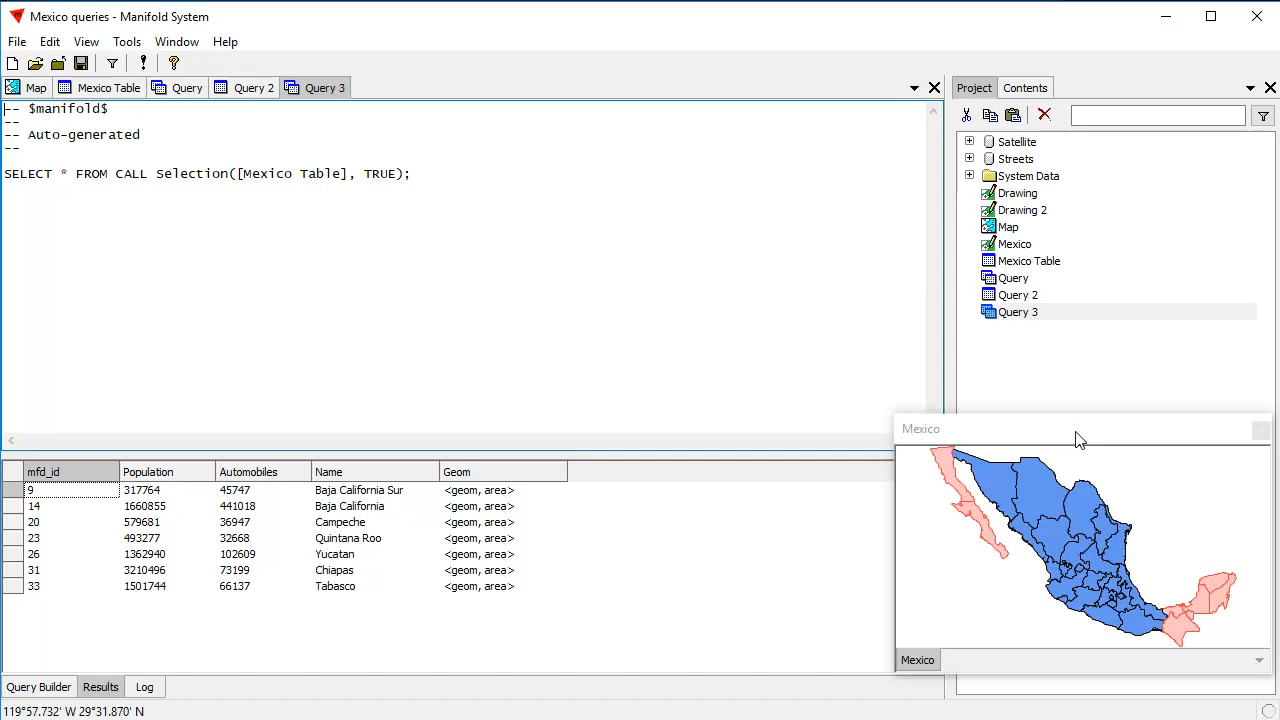 Mexico queries - Manifold System
File Edit View Tools Window Help
Map Mexico Table Query Query 2 Query 3
-- $manifold$
--
-- Auto-generated
--
SELECT * FROM CALL Selection([Mexico Table], TRUE);
Project Contents
Satellite
Streets
System Data
Drawing
Drawing 2
Map
Mexico
Mexico Table
Query
Query 2
Query 3
Mexico
Mexico
mfd_id Population Automobiles Name Geom
9 317764 45747 Baja California Sur <geom, area>
14 1660855 441018 Baja California <geom, area>
20 579681 36947 Campeche <geom, area>
23 493277 32668 Quintana Roo <geom, area>
26 1362940 102609 Yucatan <geom, area>
31 3210496 73199 Chiapas <geom, area>
33 1501744 66137 Tabasco <geom, area>
Query Builder Results Log
119°57.732' W 29°31.870' N